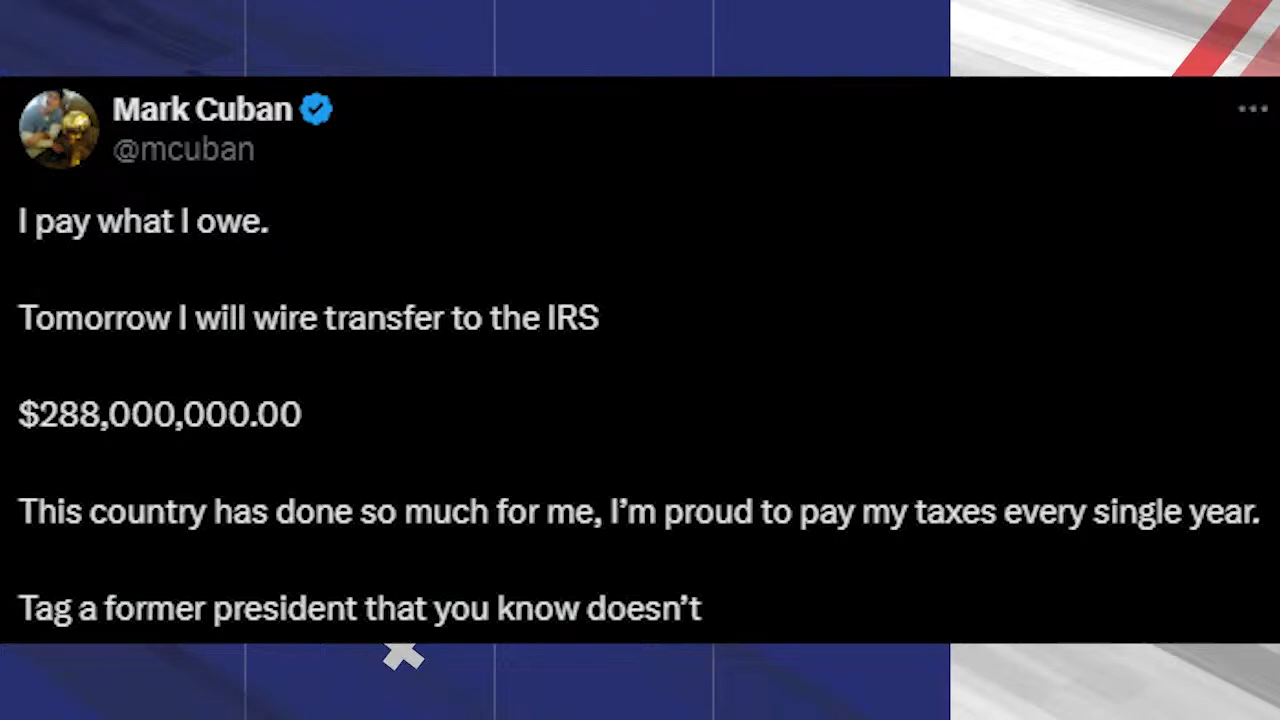 Mark Cuban
@mcuban
I pay what I owe.
Tomorrow I will wire transfer to the IRS
$288,000,000.00
This country has done so much for me, I’m proud to pay my taxes every single year.
Tag a former president that you know doesn’t